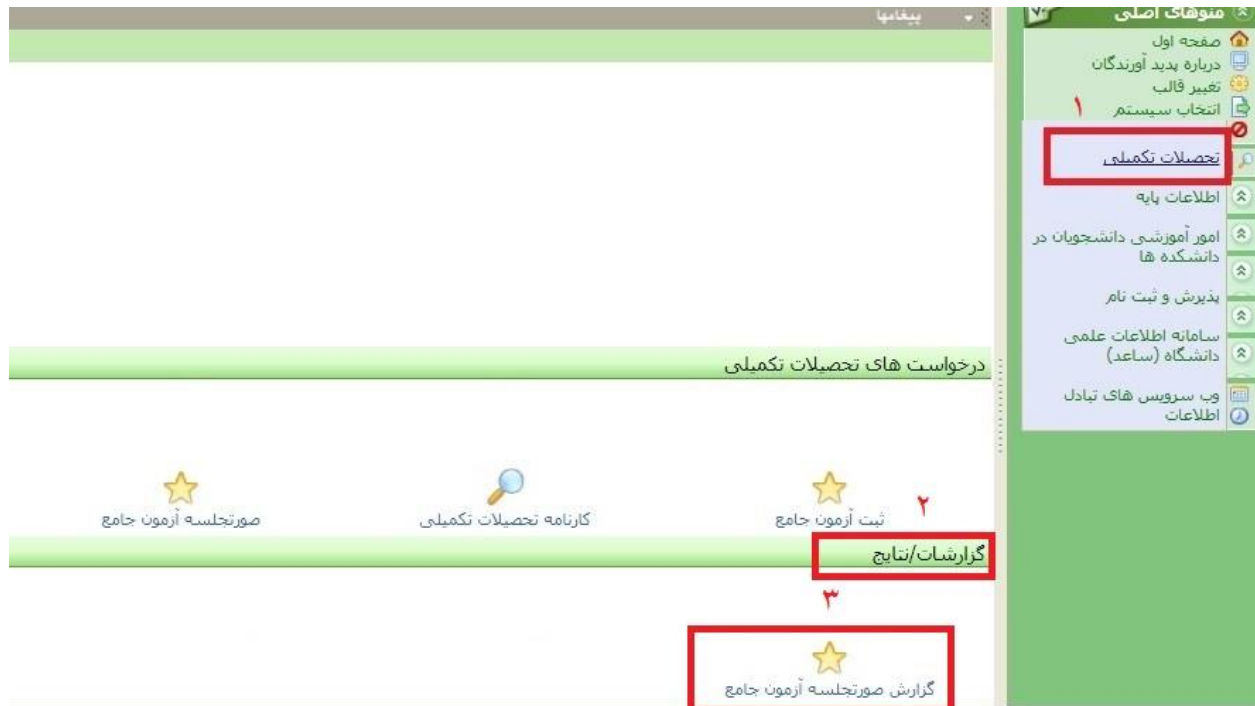 منوهای اصلی
صفحه اول
درباره پدید آورندگان
تغییر قالب
انتخاب سیستم
۱
تحصیلات تکمیلی
اطلاعات پایه
امور آموزشی دانشجویان در
دانشکده ها
پذیرش و ثبت نام
سامانه اطلاعات علمی
دانشگاه (ساعد)
وب سرویس های تبادل
اطلاعات
پیغامها
درخواست های تحصیلات تکمیلی
۲
ثبت آزمون جامع
کارنامه تحصیلات تکمیلی
صورتجلسه آزمون جامع
گزارشات/نتایج
۳
گزارش صورتجلسه آزمون جامع